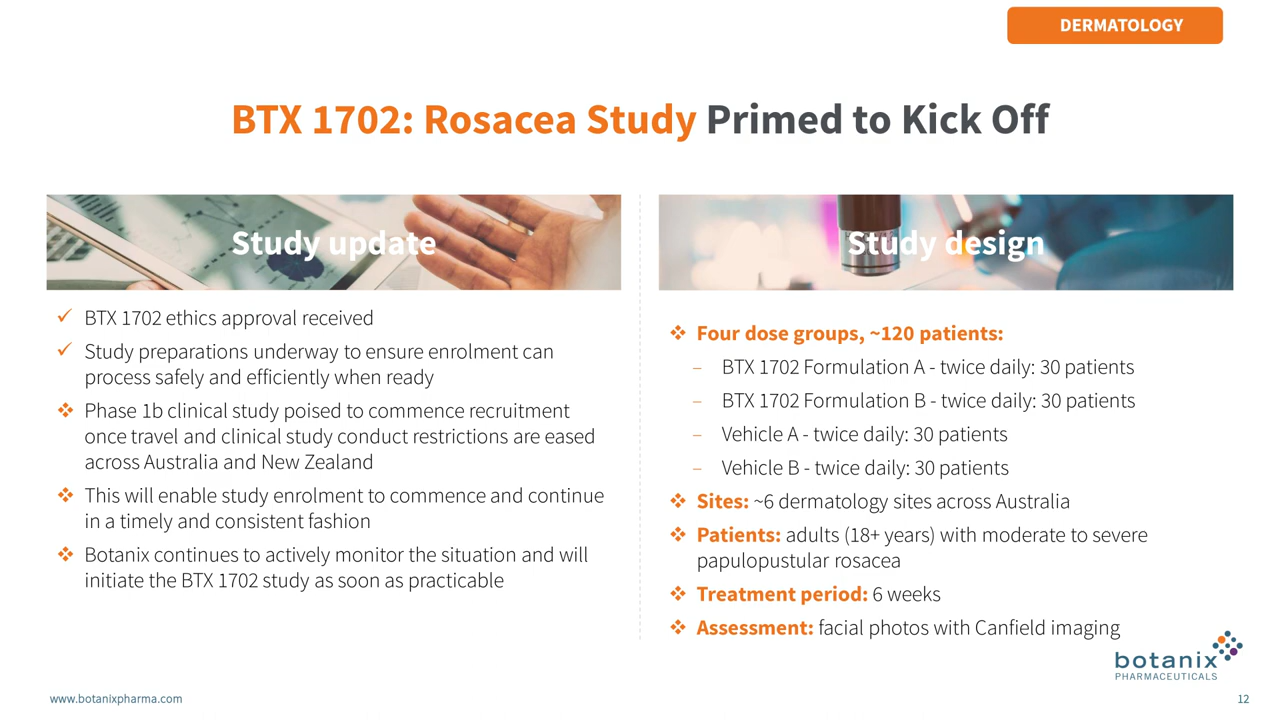 DERMATOLOGY
BTX 1702: Rosacea Study Primed to Kick Off
Study update
✓ BTX 1702 ethics approval received
✓ Study preparations underway to ensure enrolment can
process safely and efficiently when ready
❖ Phase 1b clinical study poised to commence recruitment
once travel and clinical study conduct restrictions are eased
across Australia and New Zealand
❖ This will enable study enrolment to commence and continue
in a timely and consistent fashion
❖ Botanix continues to actively monitor the situation and will
initiate the BTX 1702 study as soon as practicable
Study design
❖ Four dose groups, ~120 patients:
– BTX 1702 Formulation A - twice daily: 30 patients
– BTX 1702 Formulation B - twice daily: 30 patients
– Vehicle A - twice daily: 30 patients
– Vehicle B - twice daily: 30 patients
❖ Sites: ~6 dermatology sites across Australia
❖ Patients: adults (18+ years) with moderate to severe
papulopustular rosacea
❖ Treatment period: 6 weeks
❖ Assessment: facial photos with Canfield imaging
botanix
PHARMACEUTICALS
www.botanixpharma.com
12